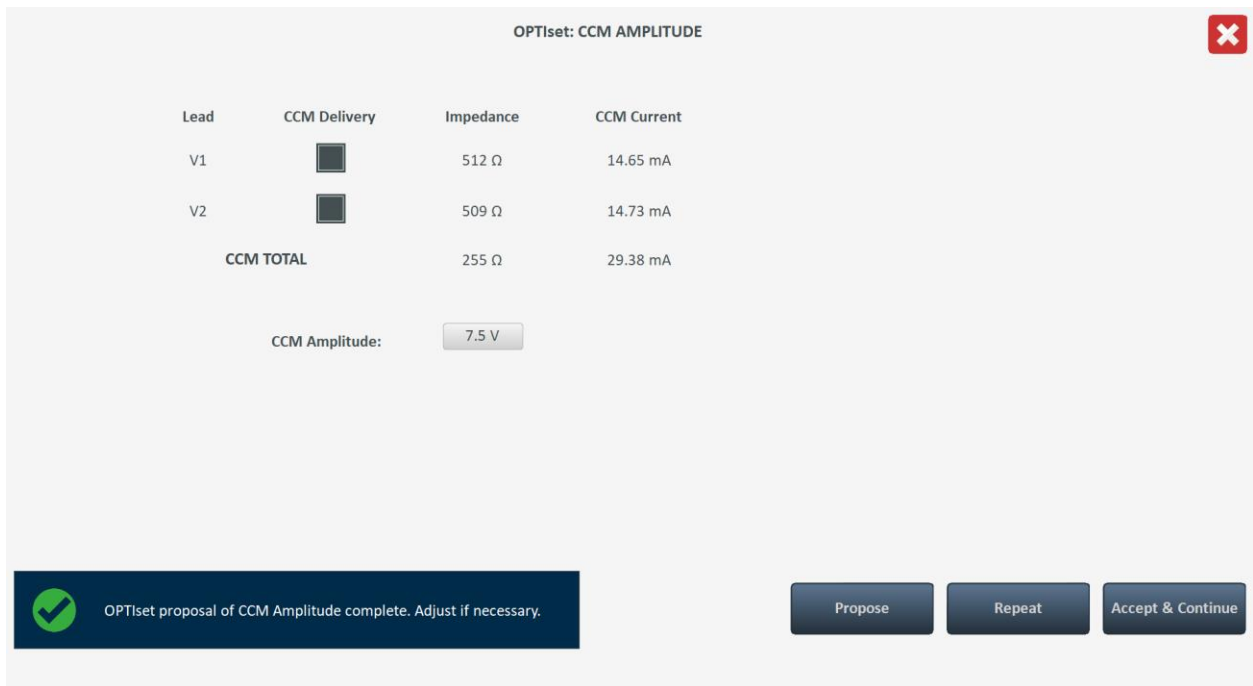 OPTIset: CCM AMPLITUDE
Lead CCM Delivery Impedance CCM Current
V1 512 Ω 14.65 mA
V2 509 Ω 14.73 mA
CCM TOTAL 255 Ω 29.38 mA
CCM Amplitude: 7.5 V
OPTIset proposal of CCM Amplitude complete. Adjust if necessary.
Propose Repeat Accept & Continue